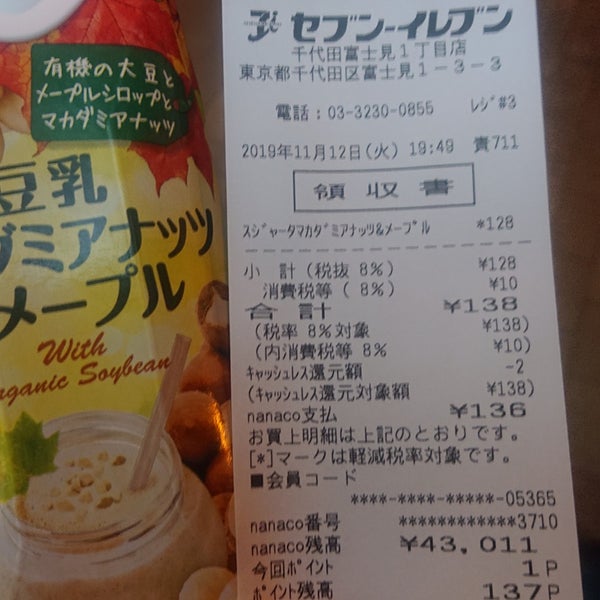 有機の大豆と
メープルシロップと
マカダミアナッツ
豆乳
ダミアナッツ
メープル
With
Organic Soybean
セブン-イレブン
千代田富士見1丁目店
東京都千代田区富士見1-3-3
電話:03-3230-0855 レジ#3
2019年11月12日(火) 19:49 責711
領収書
スジャータマカダミアナッツ&メープル *128
小 計(税抜 8%) ¥128
消費税等( 8%) ¥10
合 計 ¥138
(税率 8%対象 ¥138)
(内消費税等 8% ¥10)
キャッシュレス還元額 -2
(キャッシュレス還元対象額 ¥138)
nanaco支払 ¥136
お買上明細は上記のとおりです。
[*]マークは軽減税率対象です。
■会員コード
****-****-*****-05365
nanaco番号 ************3710
nanaco残高 ¥43,011
今回ポイント 1P
ポイント残高 137P